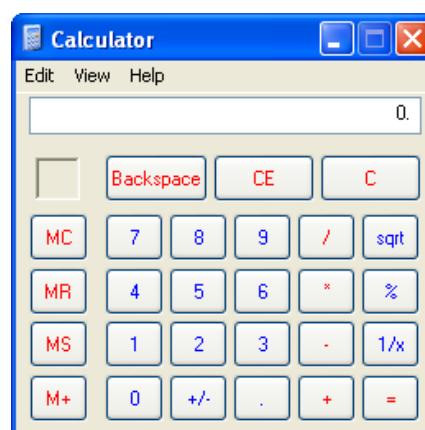 Calculator
Edit View Help
0.
Backspace CE C
MC 7 8 9 / sqrt
MR 4 5 6 * %
MS 1 2 3 - 1/x
M+ 0 +/- . + =